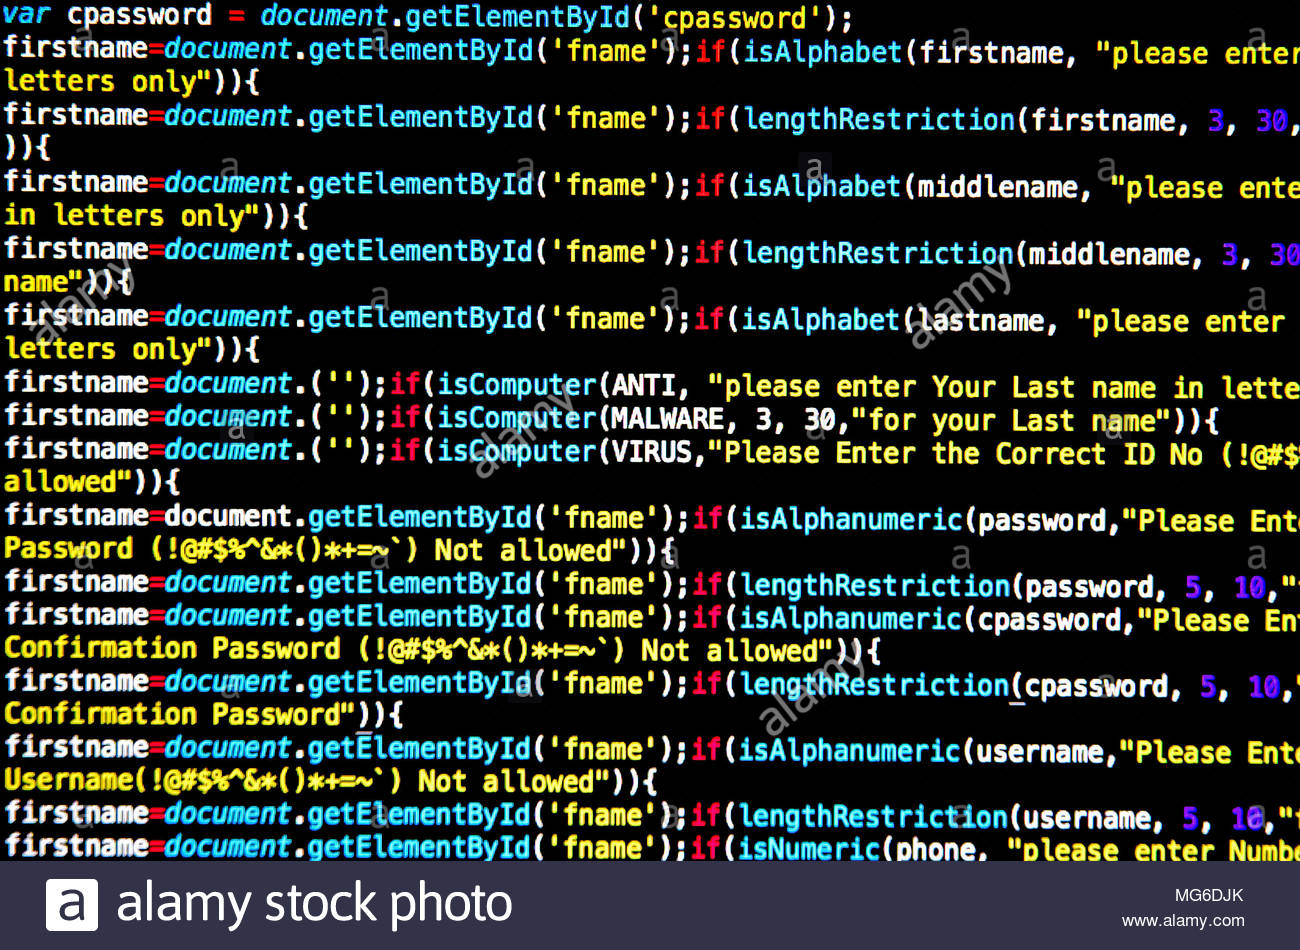 var cpassword = document.getElementById('cpassword');
firstname=document.getElementById('fname');if(isAlphabet(firstname, "please enter
letters only")){
firstname=document.getElementById('fname');if(lengthRestriction(firstname, 3, 30,
)){
firstname=document.getElementById('fname');if(isAlphabet(middlename, "please ente
in letters only")){
firstname=document.getElementById('fname');if(lengthRestriction(middlename, 3, 30
name")){
firstname=document.getElementById('fname');if(isAlphabet(lastname, "please enter
letters only")){
firstname=document.('');if(isComputer(ANTI, "please enter Your Last name in lette
firstname=document.('');if(isComputer(MALWARE, 3, 30,"for your Last name")){
firstname=document.('');if(isComputer(VIRUS,"Please Enter the Correct ID No (!@#$%
allowed")){
firstname=document.getElementById('fname');if(isAlphanumeric(password,"Please Ent
Password (!@#$%^&*()*+=~`) Not allowed")){
firstname=document.getElementById('fname');if(lengthRestriction(password, 5, 10,"
firstname=document.getElementById('fname');if(isAlphanumeric(cpassword,"Please En
Confirmation Password (!@#$%^&*()*+=~`) Not allowed")){
firstname=document.getElementById('fname');if(lengthRestriction(cpassword, 5, 10,"
Confirmation Password")){
firstname=document.getElementById('fname');if(isAlphanumeric(username,"Please Ente
Username(!@#$%^&*()*+=~`) Not allowed")){
firstname=document.getElementById('fname');if(lengthRestriction(username, 5, 10,"
firstname=document.getElementById('fname');if(isNumeric(phone, "please enter Numbe
a alamy stock photo
MG6DJK
www.alamy.com